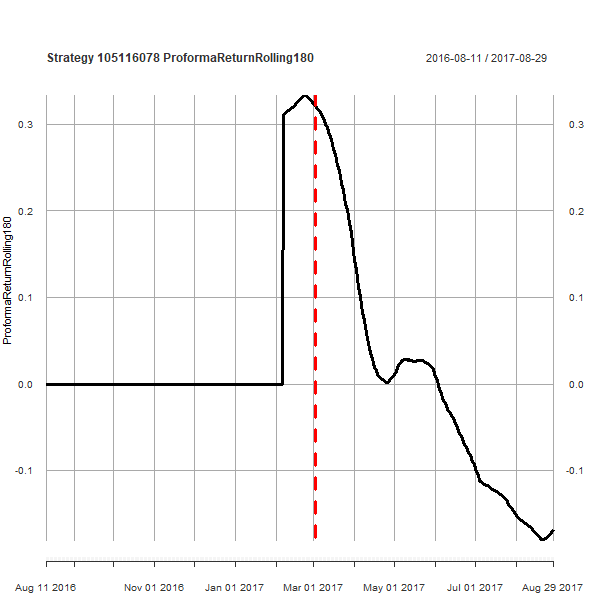 Strategy 105116078 ProformaReturnRolling180
2016-08-11 / 2017-08-29
0.3
0.3
0.2
0.2
ProformaReturnRolling180
0.1
0.1
0.0
0.0
-0.1
-0.1
Aug 11 2016
Nov 01 2016
Jan 01 2017
Mar 01 2017
May 01 2017
Jul 01 2017
Aug 29 2017